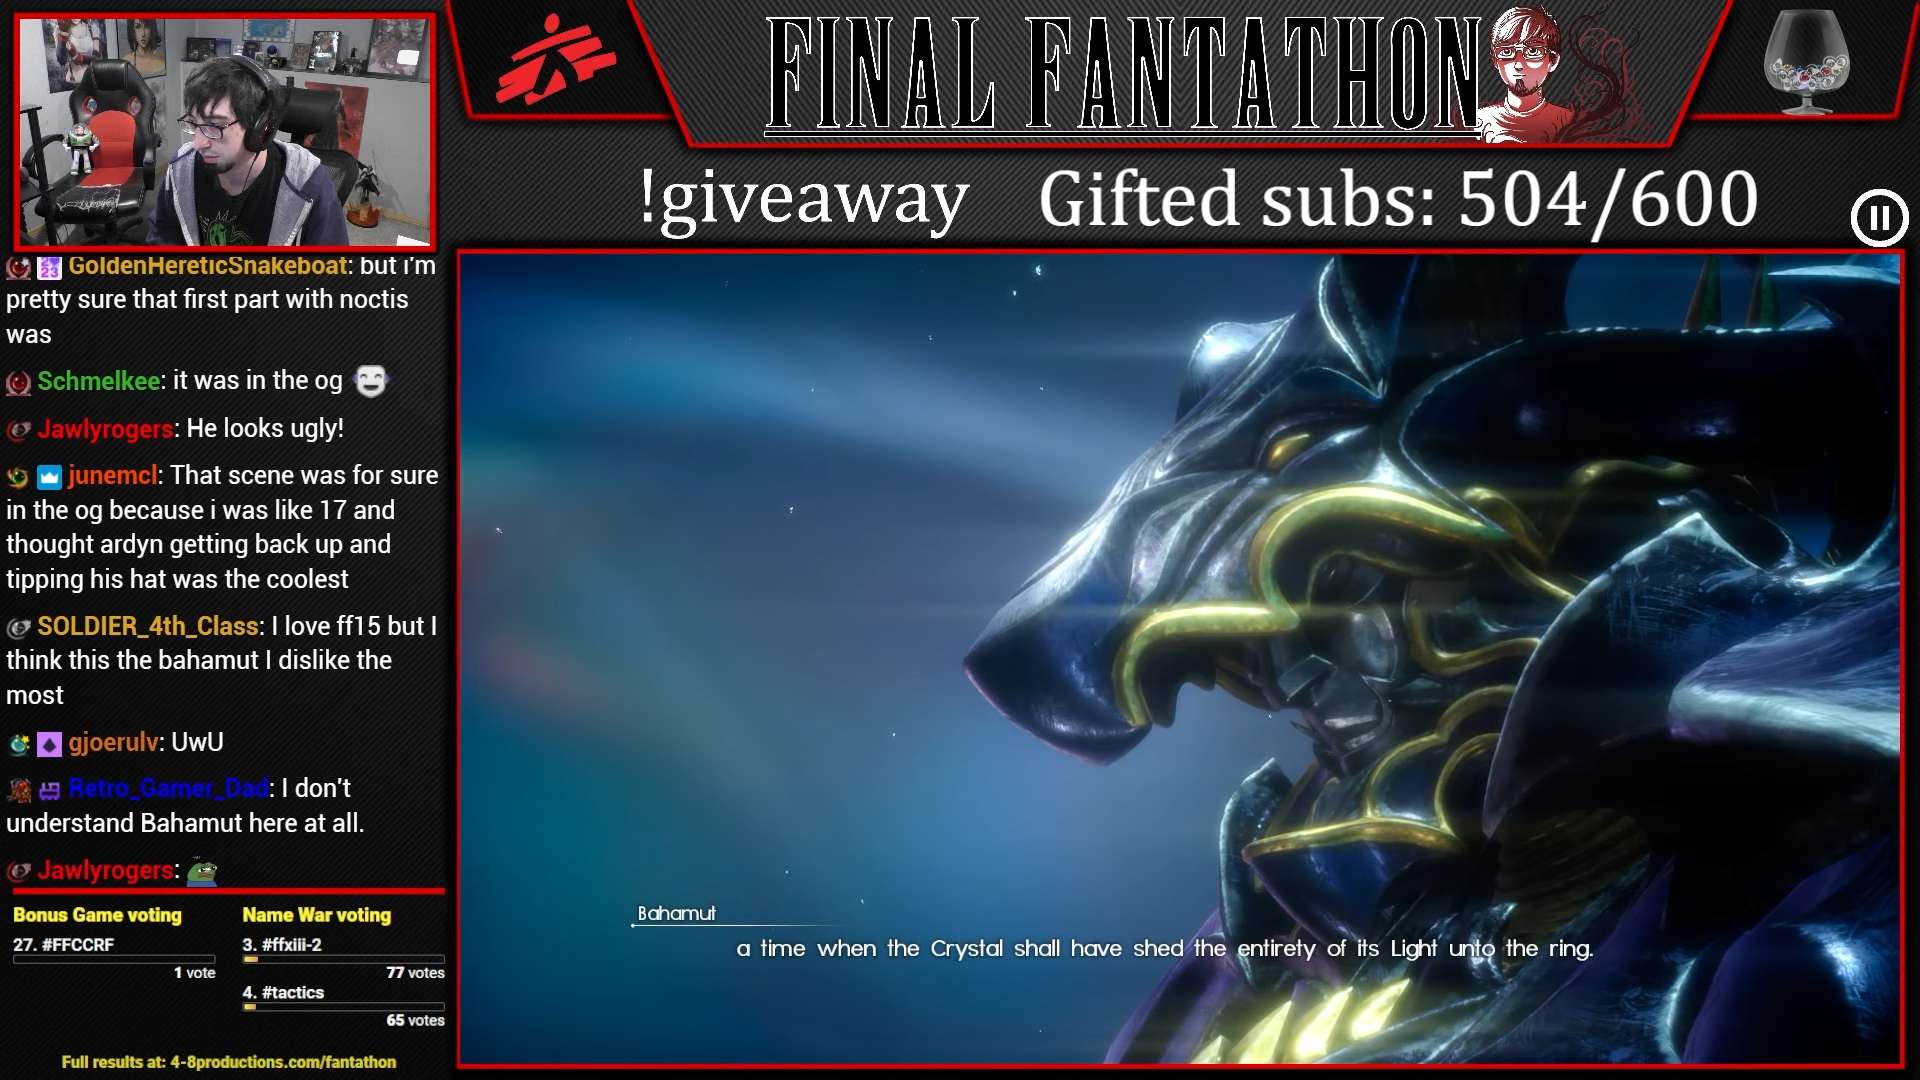 FINAL FANTATHON
!giveaway Gifted subs: 504/600
GoldenHereticSnakeboat: but i'm
pretty sure that first part with noctis
was
Schmelkee: it was in the og
Jawlyrogers: He looks ugly!
junemcl: That scene was for sure
in the og because i was like 17 and
thought ardyn getting back up and
tipping his hat was the coolest
SOLDIER_4th_Class: I love ff15 but I
think this the bahamut I dislike the
most
gjoerulv: UwU
Retro_Gamer_Dad: I don't
understand Bahamut here at all.
Jawlyrogers:
Bonus Game voting
27. #FFCCRF
1 vote
Name War voting
3. #ffxiii-2
77 votes
4. #tactics
65 votes
Full results at: 4-8productions.com/fantathon
Bahamut
a time when the Crystal shall have shed the entirety of its Light unto the ring.